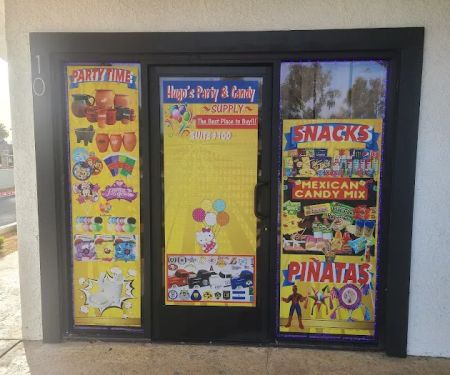 10
PARTY TIME
Hugo's Party & Candy
SUPPLY
The Best Place to Buy!!!
SUITE #100
SNACKS
MEXICAN
CANDY MIX
PIÑATAS